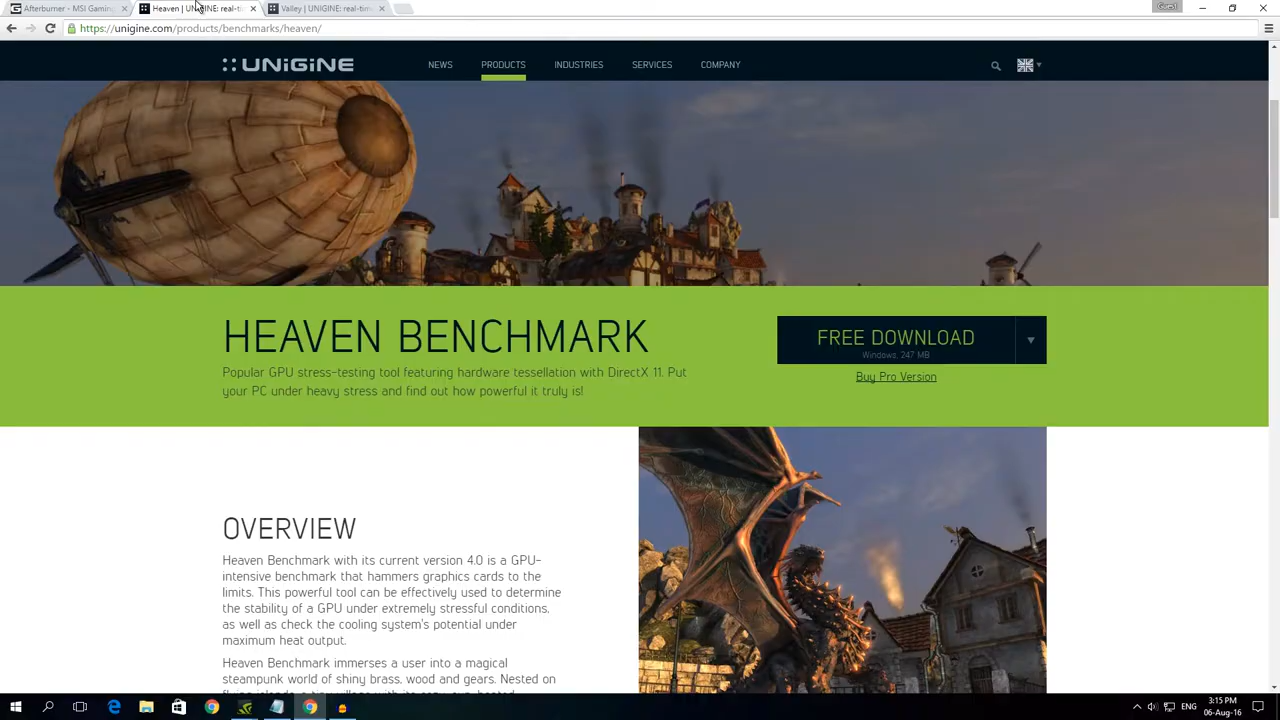 Afterburner - MSI Gaming
Heaven | UNIGINE: real-ti
Valley | UNIGINE: real-tim
Guest
https://unigine.com/products/benchmarks/heaven/
UNiGiNE
NEWS
PRODUCTS
INDUSTRIES
SERVICES
COMPANY
HEAVEN BENCHMARK
Popular GPU stress-testing tool featuring hardware tessellation with DirectX 11. Put
your PC under heavy stress and find out how powerful it truly is!
FREE DOWNLOAD
Windows, 247 MB
Buy Pro Version
OVERVIEW
Heaven Benchmark with its current version 4.0 is a GPU-
intensive benchmark that hammers graphics cards to the
limits. This powerful tool can be effectively used to determine
the stability of a GPU under extremely stressful conditions,
as well as check the cooling system's potential under
maximum heat output.
Heaven Benchmark immerses a user into a magical
steampunk world of shiny brass, wood and gears. Nested on
ENG
3:15 PM
06-Aug-16